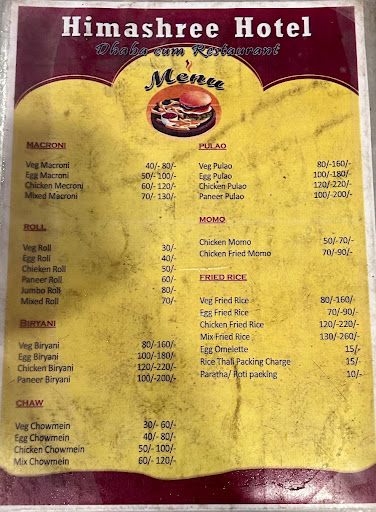 Himashree Hotel
Dhaba cum Restaurant
Menu
MACRONI
Veg Macroni 40/- 80/-
Egg Macroni 50/- 100/-
Chicken Mecroni 60/- 120/-
Mixed Macroni 70/- 130/-
ROLL
Veg Roll 30/-
Egg Roll 40/-
Chieken Roll 50/-
Paneer Roll 60/-
Jumbo Roll 80/-
Mixed Roll 70/-
BIRYANI
Veg Biryani 80/-160/-
Egg Biryani 100/-180/-
Chicken Biryani 120/-220/-
Paneer Biryani 100/-200/-
CHAW
Veg Chowmein 30/- 60/-
Egg Chowmein 40/- 80/-
Chicken Chowmein 50/- 100/-
Mix Chowmein 60/- 120/-
PULAO
Veg Pulao 80/-160/-
Egg Pulao 100/-180/-
Chicken Pulao 120/-220/-
Paneer Pulao 100/-200/-
MOMO
Chicken Momo 50/-70/-
Chicken Fried Momo 70/-90/-
FRIED RICE
Veg Fried Rice 80/-160/-
Egg Fried Rice 70/-90/-
Chicken Fried Rice 120/-220/-
Mix Fried Rice 130/-260/-
Egg Omelette 15/-
Rice Thali Packing Charge 15/-
Paratha/ Roti paeking 10/-